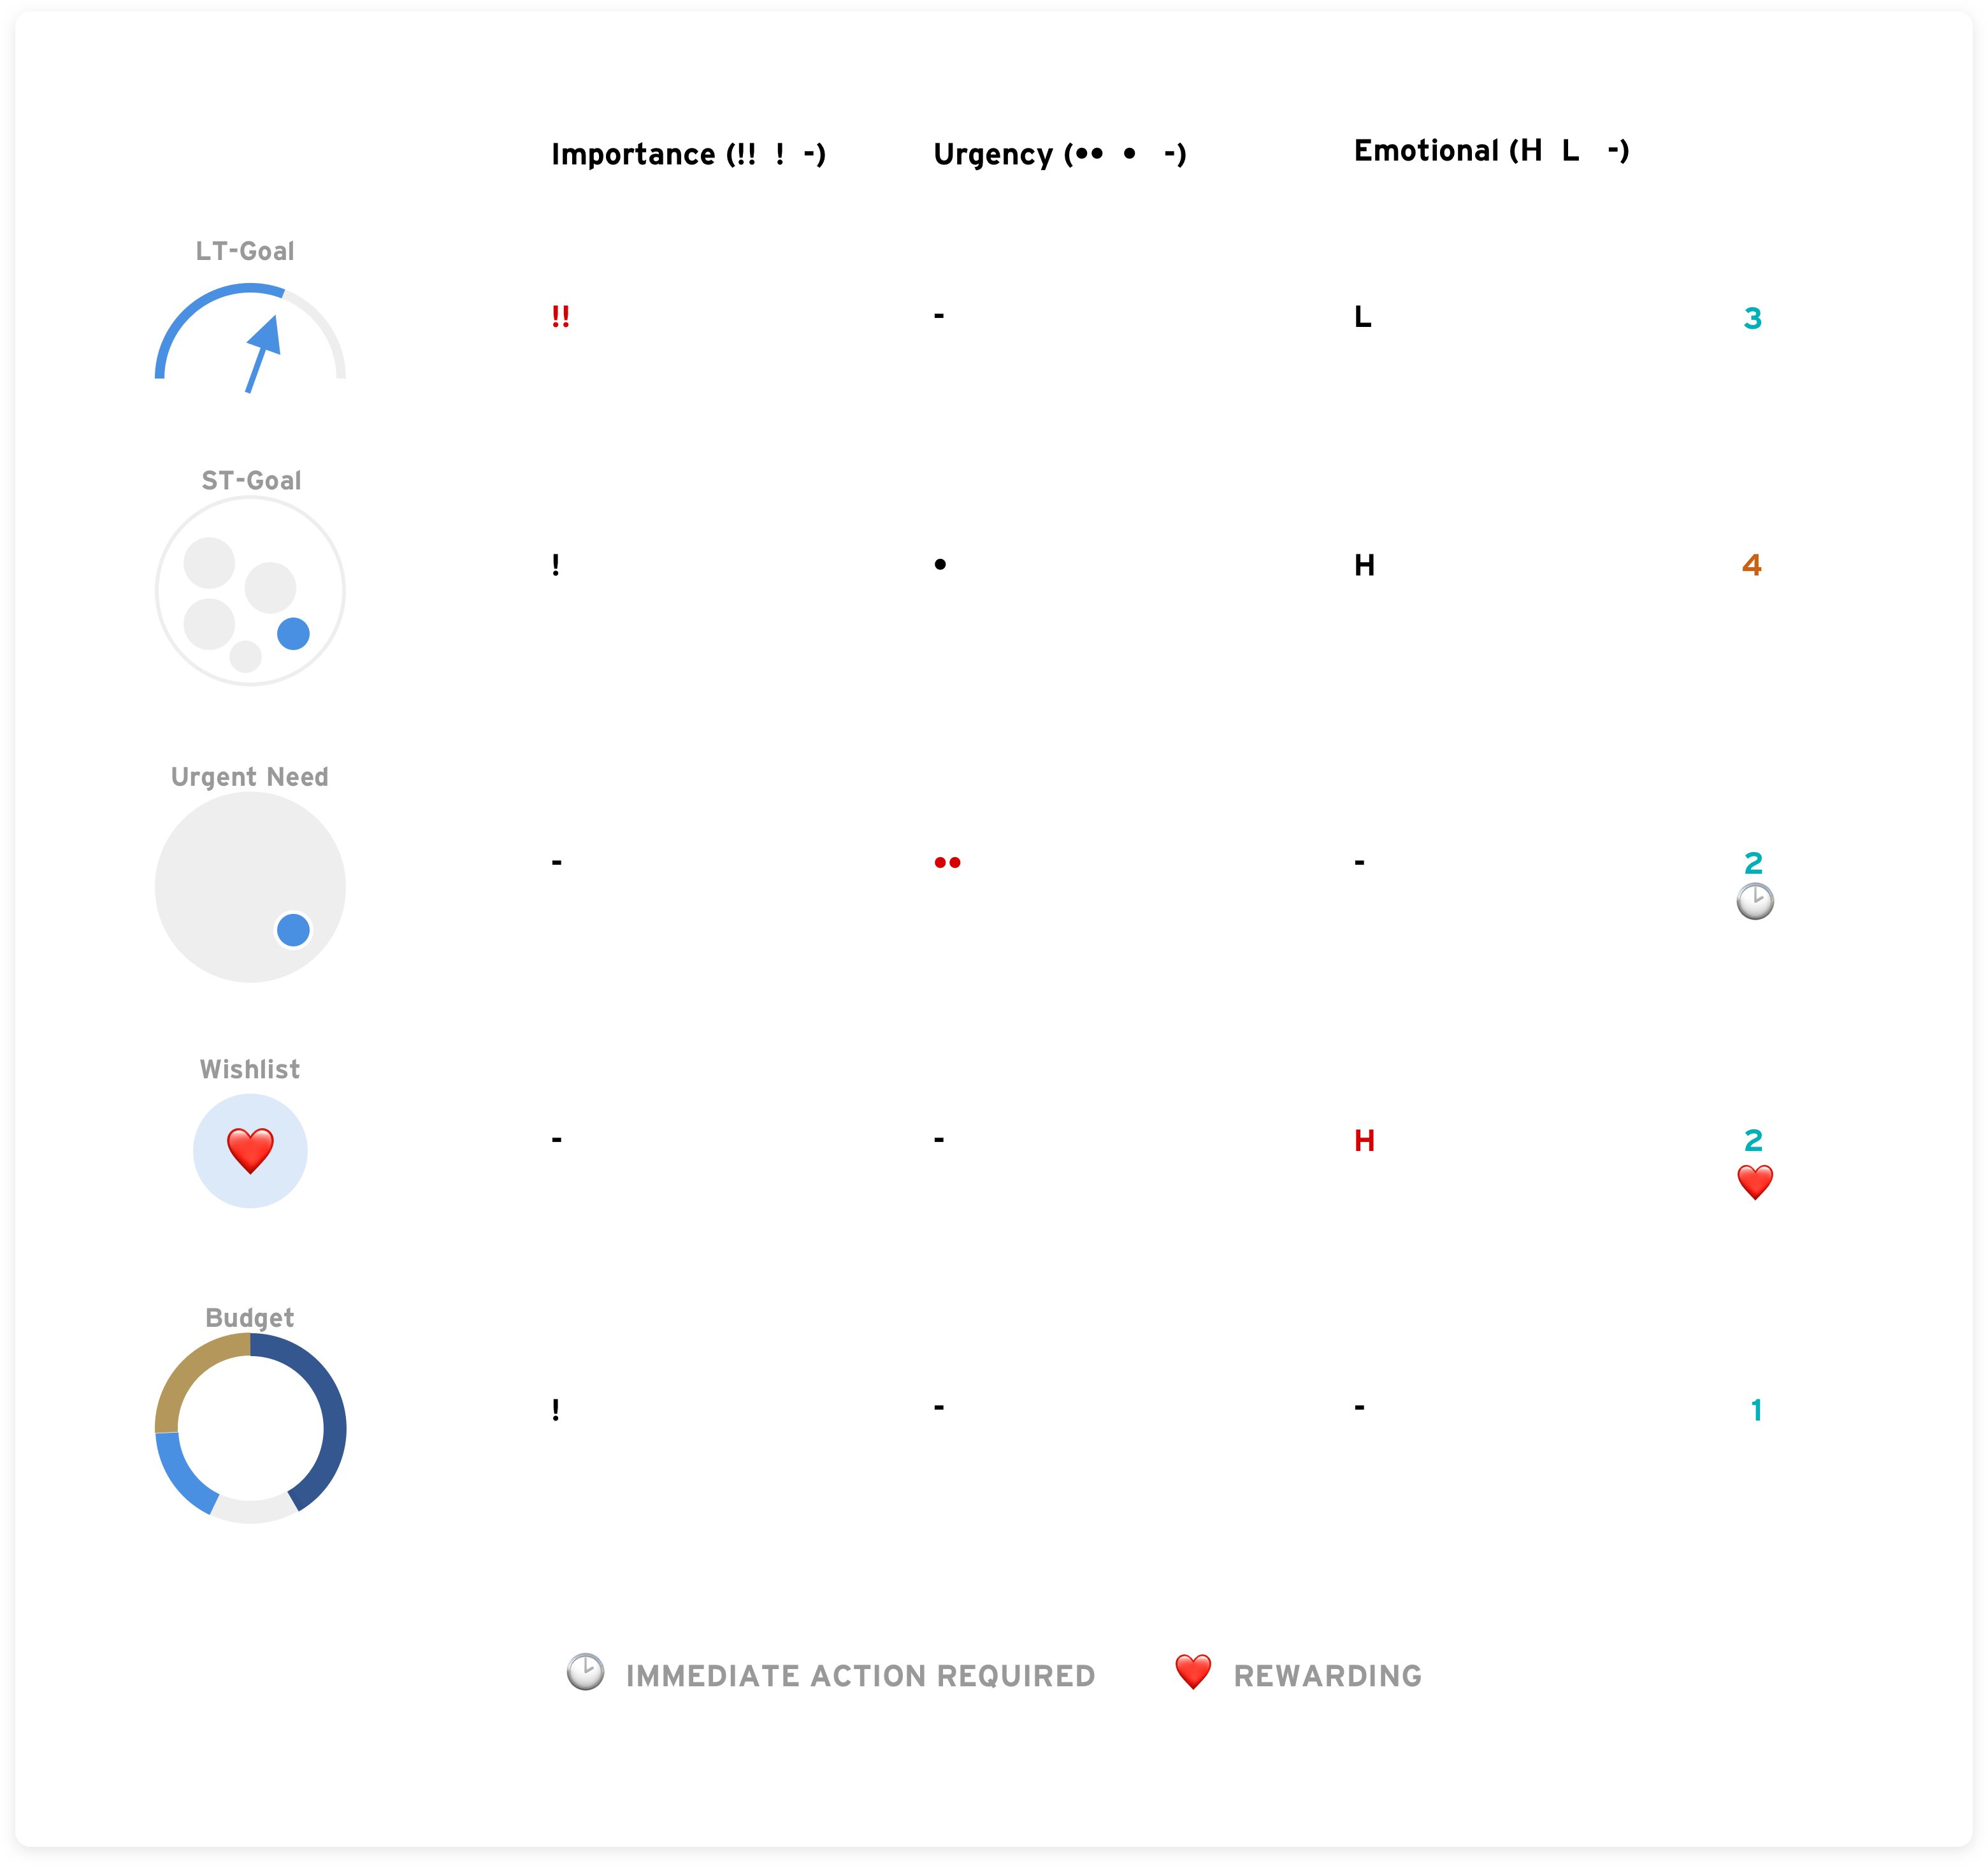 Importance (!! ! -) Urgency (•• • -) Emotional (H L -)
LT-Goal
!! - L 3
ST-Goal
! • H 4
Urgent Need
- •• - 2
Wishlist
- - H 2
Budget
! - - 1
IMMEDIATE ACTION REQUIRED REWARDING